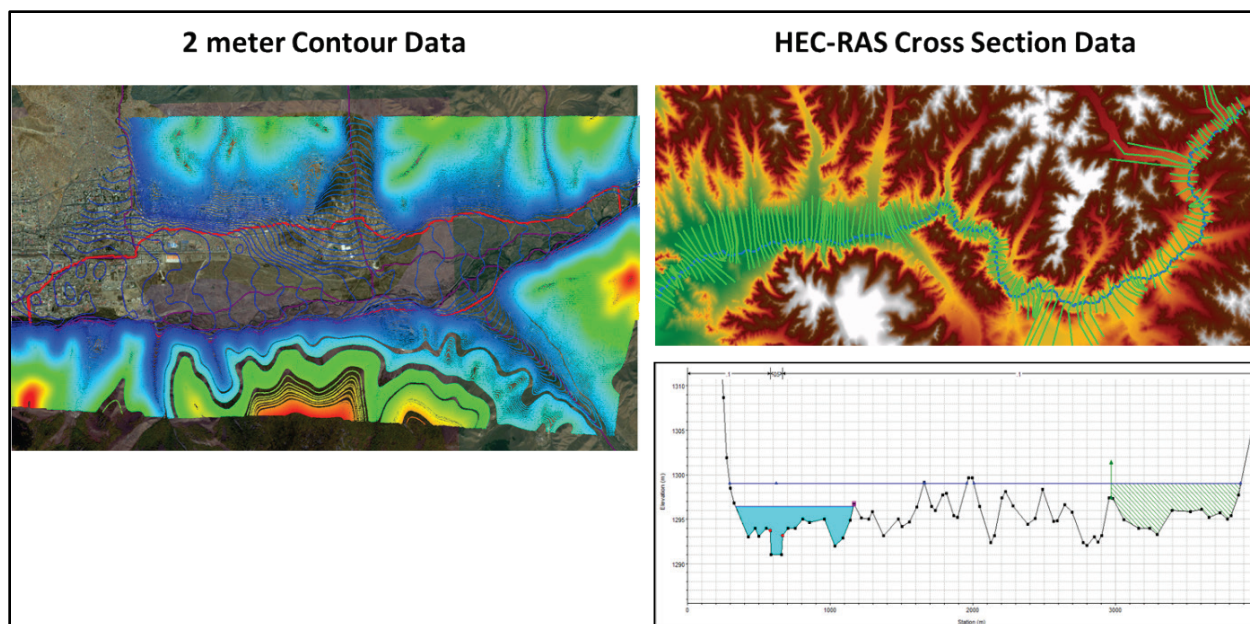 2 meter Contour Data
HEC-RAS Cross Section Data
1310
1305
1300
1295
1290
0 1000 2000 3000
Elevation (m)
Station (m)